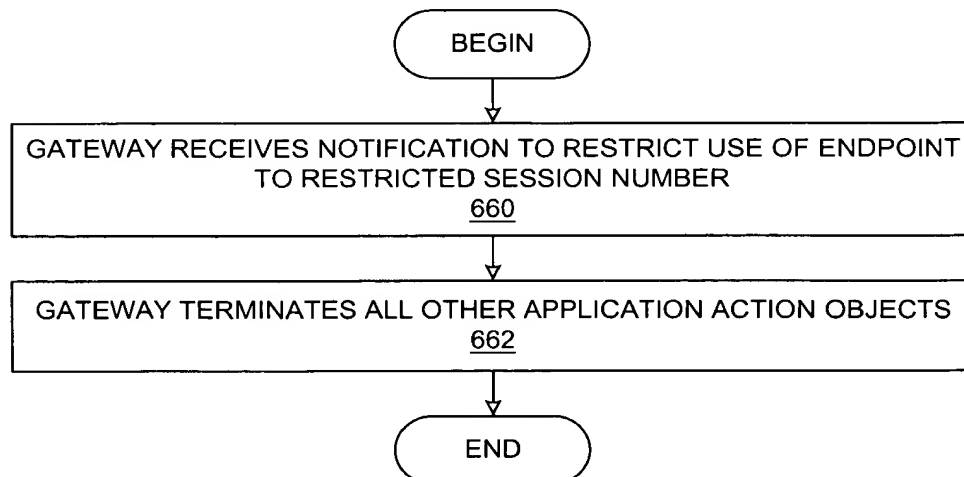 BEGIN
GATEWAY RECEIVES NOTIFICATION TO RESTRICT USE OF ENDPOINT
TO RESTRICTED SESSION NUMBER
660
GATEWAY TERMINATES ALL OTHER APPLICATION ACTION OBJECTS
662
END